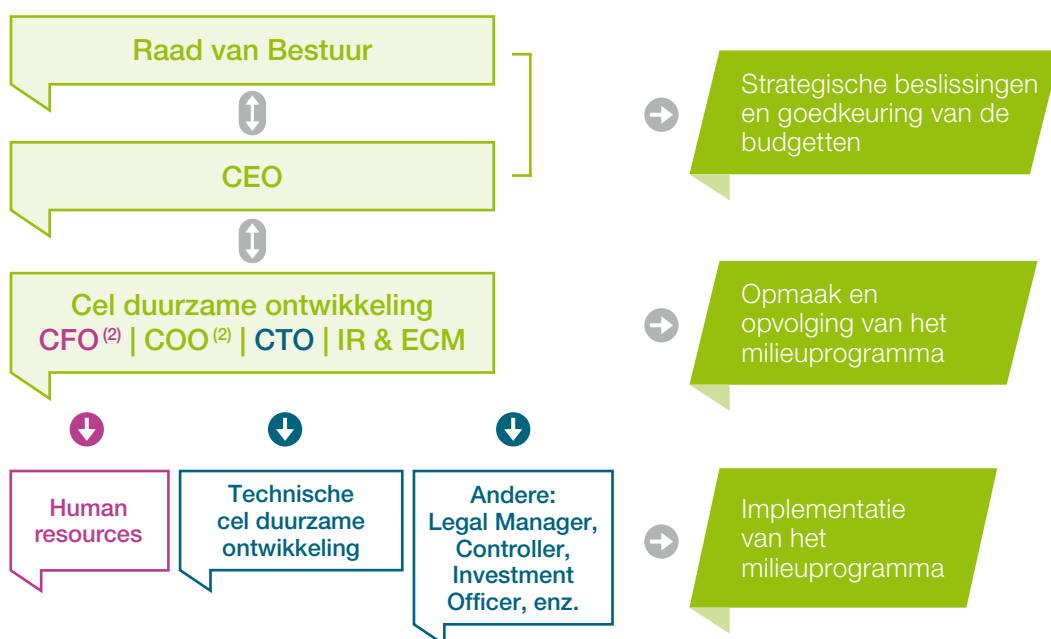 Raad van Bestuur
Strategische beslissingen
en goedkeuring van de
budgetten
CEO
Cel duurzame ontwikkeling
CFO (2) | COO (2) | CTO | IR & ECM
Opmaak en
opvolging van het
milieuprogramma
Human
resources
Technische
cel duurzame
ontwikkeling
Andere:
Legal Manager,
Controller,
Investment
Officer, enz.
Implementatie
van het
milieuprogramma